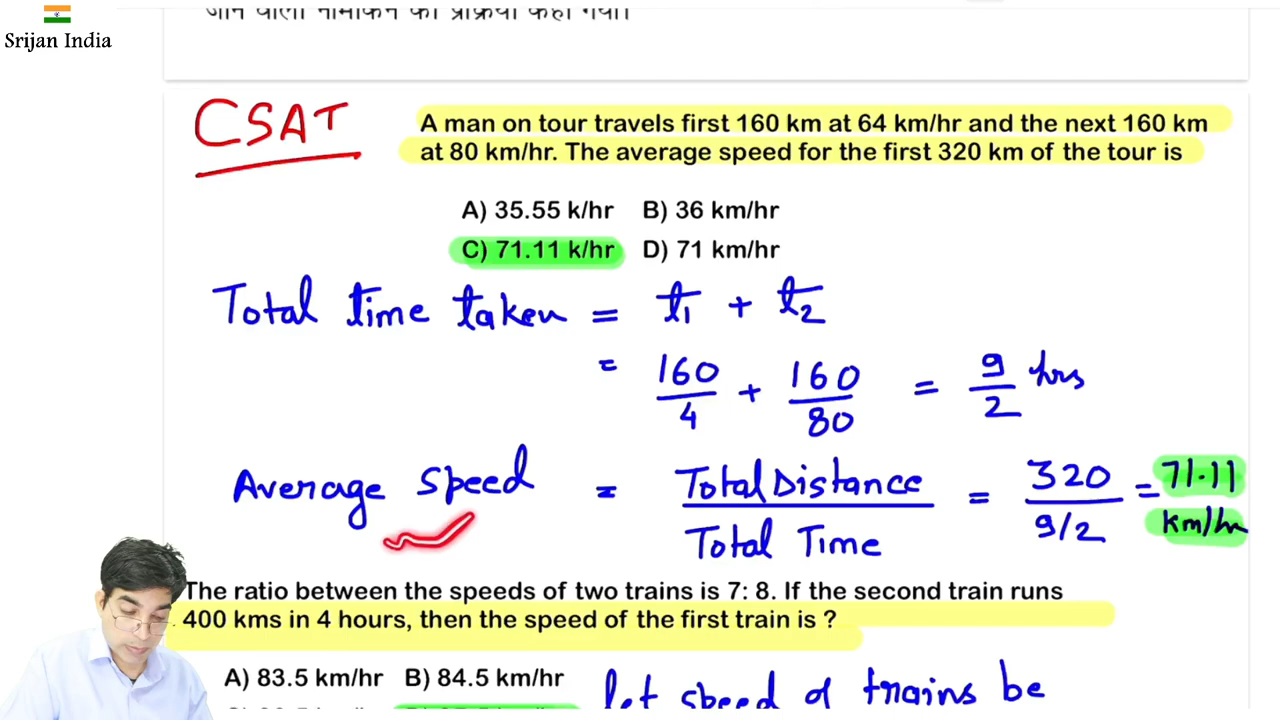 जाने वाली नामांकन की प्रक्रिया कहा गया।
Srijan India
CSAT
A man on tour travels first 160 km at 64 km/hr and the next 160 km
at 80 km/hr. The average speed for the first 320 km of the tour is
A) 35.55 k/hr B) 36 km/hr
C) 71.11 k/hr D) 71 km/hr
Total time taken = t1 + t2
= 160/4 + 160/80 = 9/2 hrs
Average speed = Total Distance/Total Time = 320/9/2 = 71.11 km/hr
The ratio between the speeds of two trains is 7: 8. If the second train runs
400 kms in 4 hours, then the speed of the first train is ?
A) 83.5 km/hr B) 84.5 km/hr
let speed of trains be